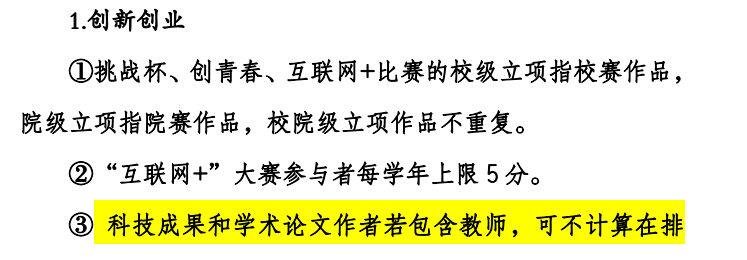 1.创新创业
①挑战杯、创青春、互联网+比赛的校级立项指校赛作品，
院级立项指院赛作品，校院级立项作品不重复。
②“互联网+”大赛参与者每学年上限 5 分。
③ 科技成果和学术论文作者若包含教师，可不计算在排